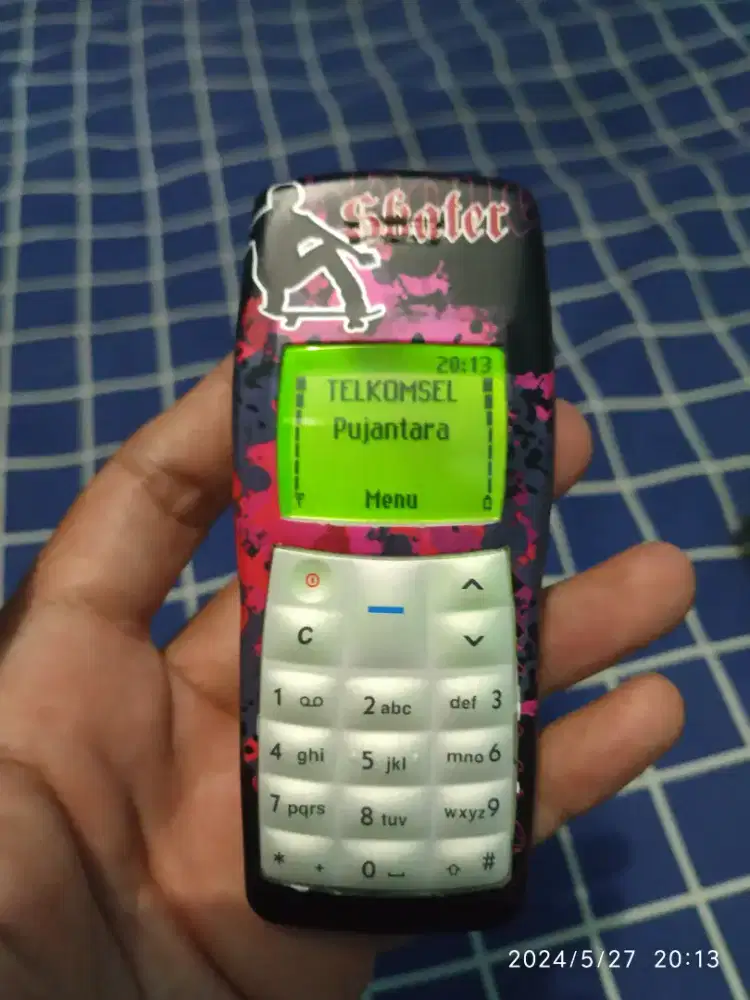 Skater
20:13
TELKOMSEL
Pujantara
Menu
C
1
2 abc
def 3
4 ghi
5 jkl
mno 6
7 pqrs
8 tuv
wxyz 9
* +
0
#
2024/5/27 20:13